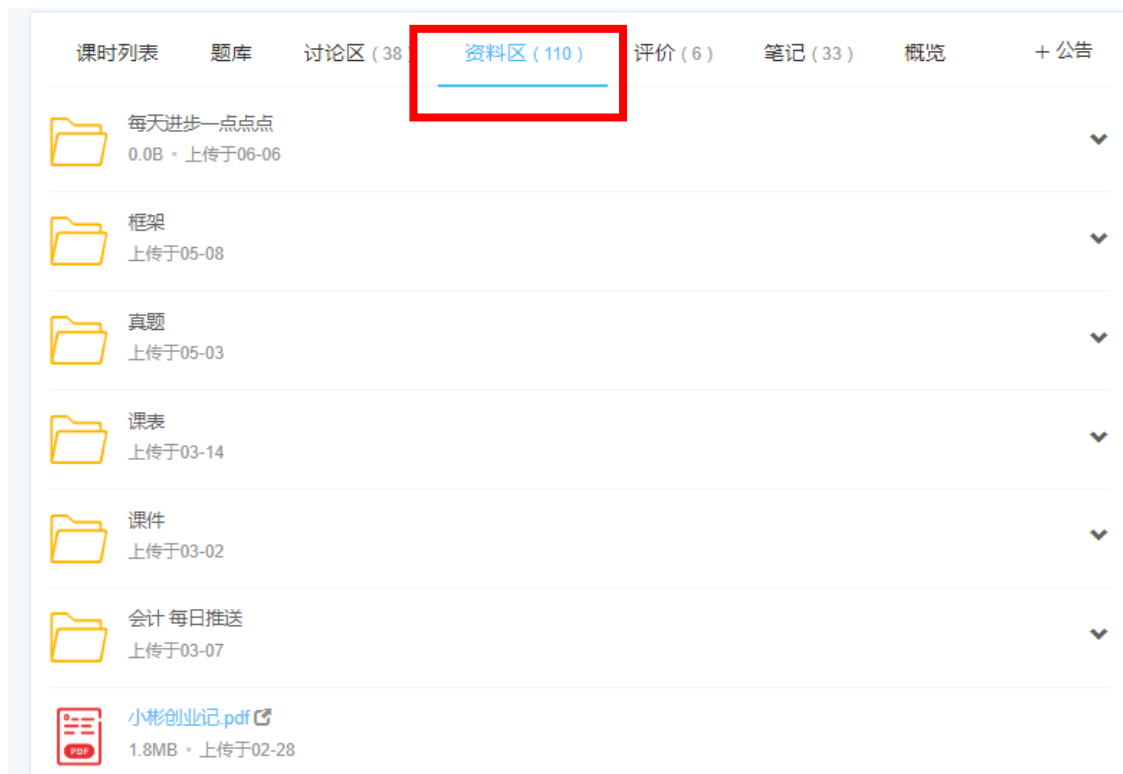 课时列表 题库 讨论区（38） 资料区（110） 评价（6） 笔记（33） 概览 + 公告
每天进步一点点点
0.0B • 上传于06-06
框架
上传于05-08
真题
上传于05-03
课表
上传于03-14
课件
上传于03-02
会计 每日推送
上传于03-07
小彬创业记.pdf
PDF
1.8MB • 上传于02-28